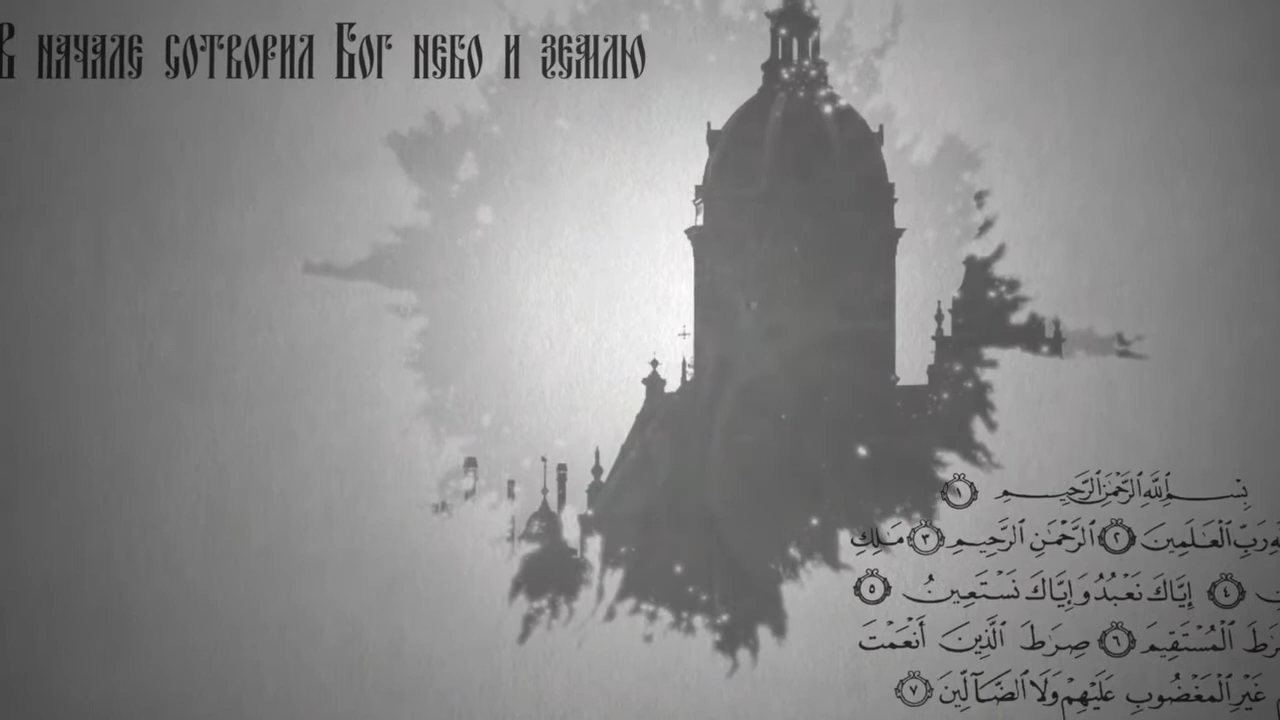 В начале сотворил Бог небо и землю
بِسْمِ ٱللَّهِ ٱلرَّحْمَٰنِ ٱلرَّحِيمِ ١
رَبِّ ٱلْعَٰلَمِينَ ٢ ٱلرَّحْمَٰنِ ٱلرَّحِيمِ ٣ مَٰلِكِ
٤ إِيَّاكَ نَعْبُدُ وَإِيَّاكَ نَسْتَعِينُ ٥
ٱلْمُسْتَقِيمَ ٦ صِرَٰطَ ٱلَّذِينَ أَنْعَمْتَ
غَيْرِ ٱلْمَغْضُوبِ عَلَيْهِمْ وَلَا ٱلضَّآلِّينَ ٧